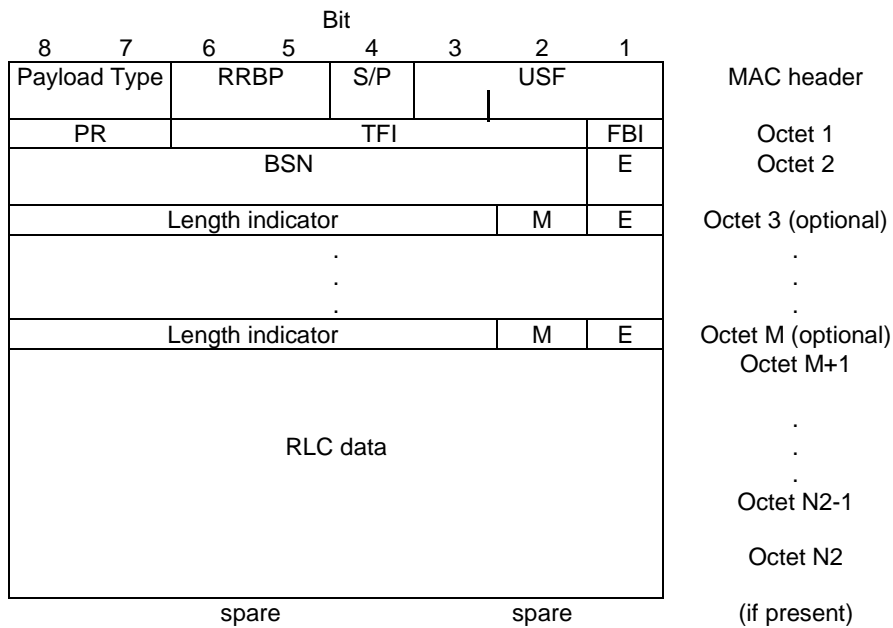 Bit
8 7 6 5 4 3 2 1
Payload Type RRBP S/P USF MAC header
PR TFI FBI Octet 1
BSN E Octet 2
Length indicator M E Octet 3 (optional)
. .
. .
. .
Length indicator M E Octet M (optional)
Octet M+1
.
RLC data .
.
Octet N2-1
Octet N2
spare spare (if present)